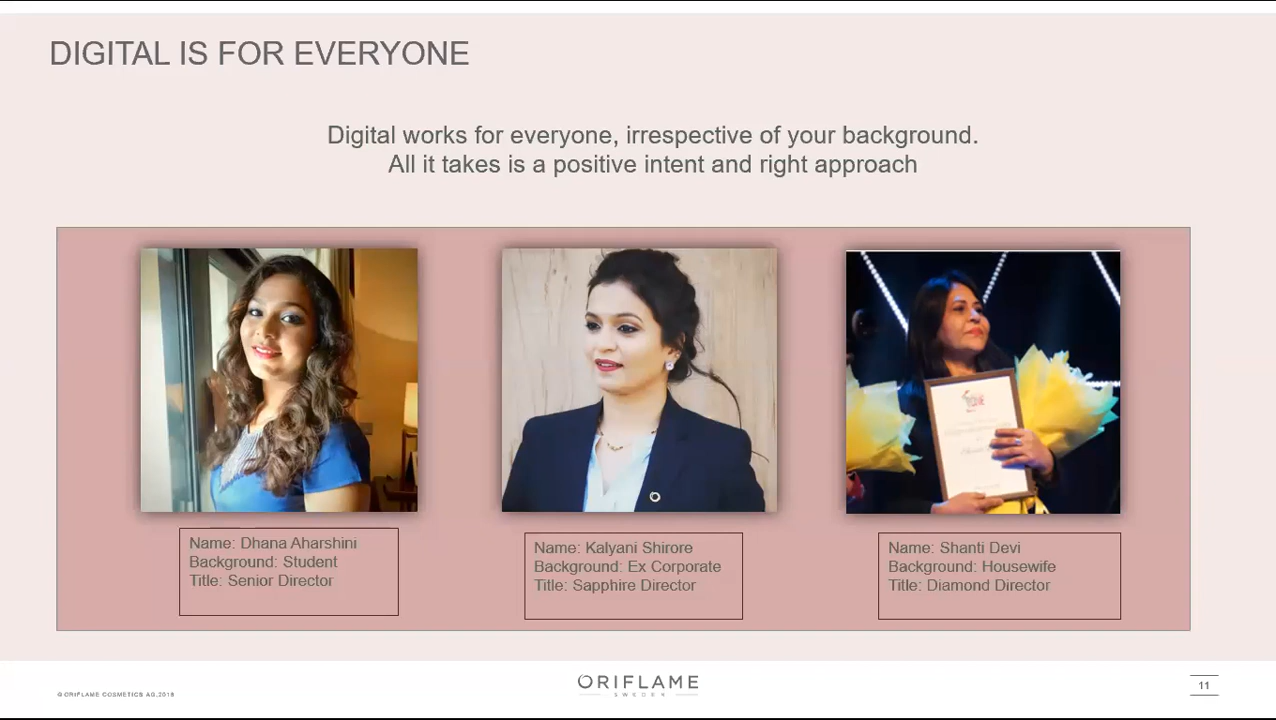 DIGITAL IS FOR EVERYONE
Digital works for everyone, irrespective of your background.
All it takes is a positive intent and right approach
Name: Dhana Aharshini
Background: Student
Title: Senior Director
Name: Kalyani Shirore
Background: Ex Corporate
Title: Sapphire Director
Name: Shanti Devi
Background: Housewife
Title: Diamond Director
© ORIFLAME COSMETICS AG,2018
ORIFLAME
SWEDEN
11